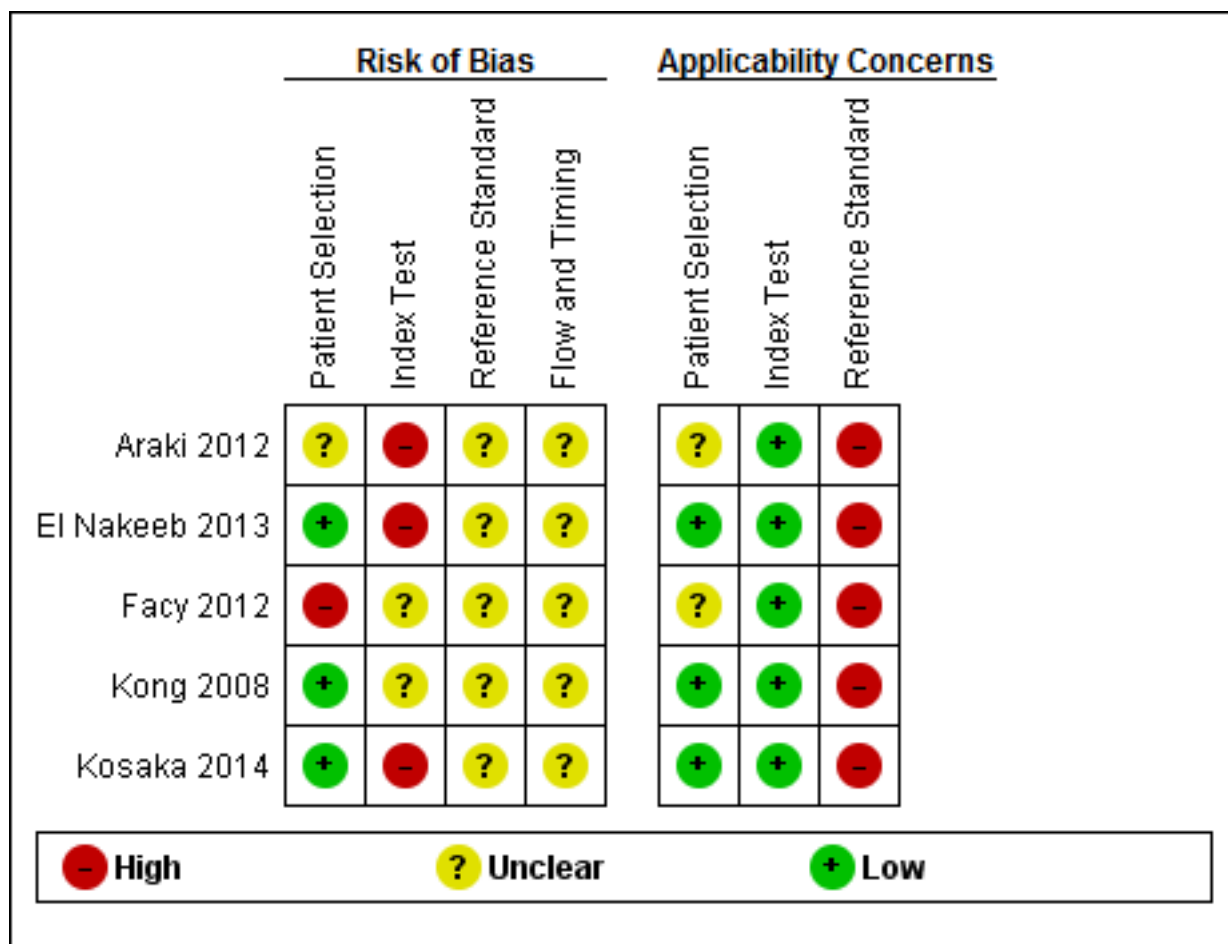 Risk of Bias
Applicability Concerns
Patient Selection
Index Test
Reference Standard
Flow and Timing
Patient Selection
Index Test
Reference Standard
Araki 2012 ? - ? ? ? + -
El Nakeeb 2013 + - ? ? + + -
Facy 2012 - ? ? ? ? + -
Kong 2008 + ? ? ? + + -
Kosaka 2014 + - ? ? + + -
- High ? Unclear + Low